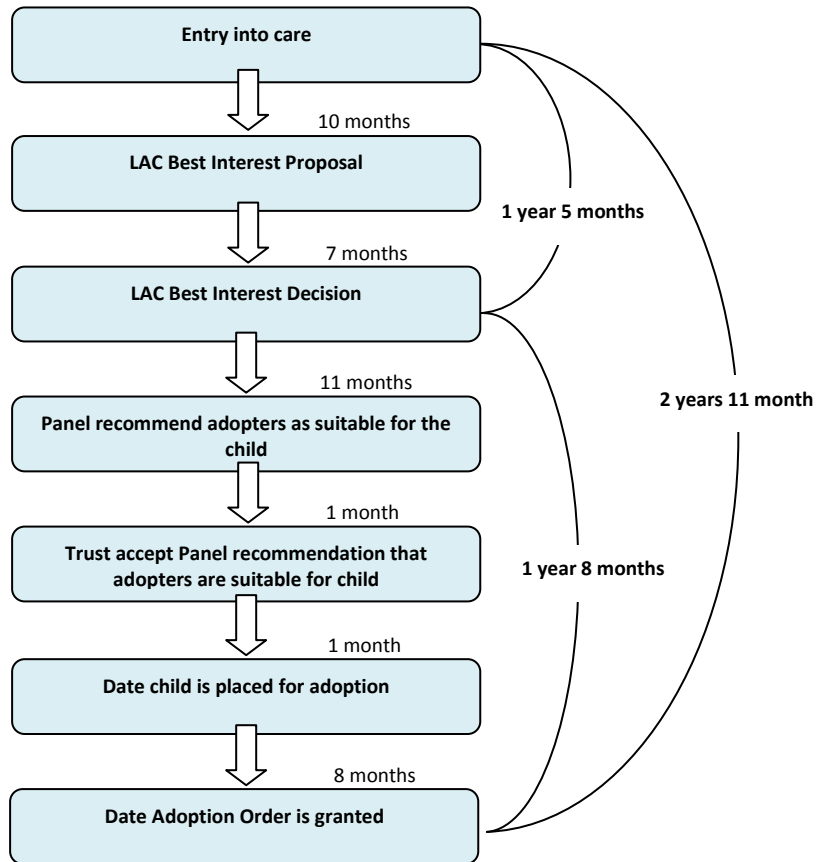 Entry into care
10 months
LAC Best Interest Proposal
1 year 5 months
7 months
LAC Best Interest Decision
11 months
2 years 11 month
Panel recommend adopters as suitable for the
child
1 month
Trust accept Panel recommendation that
adopters are suitable for child
1 year 8 months
1 month
Date child is placed for adoption
8 months
Date Adoption Order is granted